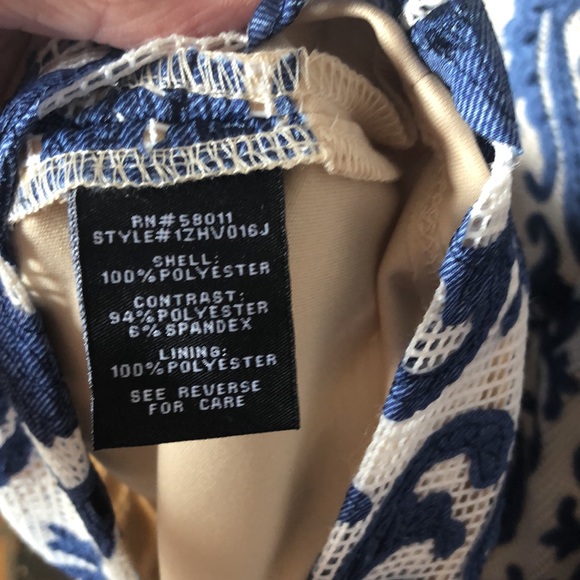 RN#58011
STYLE#1ZHV016J
SHELL:
100%POLYESTER
CONTRAST:
94%POLYESTER
6%SPANDEX
LINING:
100%POLYESTER
SEE REVERSE
FOR CARE